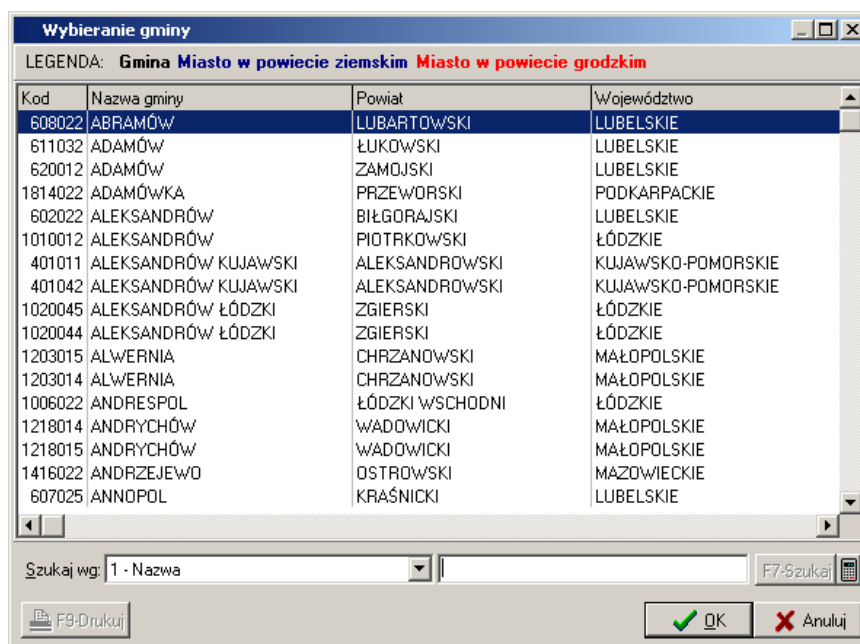 Wybieranie gminy
LEGENDA: Gmina Miasto w powiecie ziemskim Miasto w powiecie grodzkim
Kod Nazwa gminy Powiat Województwo
608022 ABRAMÓW LUBARTOWSKI LUBELSKIE
611032 ADAMÓW ŁUKOWSKI LUBELSKIE
620012 ADAMÓW ZAMOJSKI LUBELSKIE
1814022 ADAMÓWKA PRZEWORSKI PODKARPACKIE
602022 ALEKSANDRÓW BIŁGORAJSKI LUBELSKIE
1010012 ALEKSANDRÓW PIOTRKOWSKI ŁÓDZKIE
401011 ALEKSANDRÓW KUJAWSKI ALEKSANDROWSKI KUJAWSKO-POMORSKIE
401042 ALEKSANDRÓW KUJAWSKI ALEKSANDROWSKI KUJAWSKO-POMORSKIE
1020045 ALEKSANDRÓW ŁÓDZKI ZGIERSKI ŁÓDZKIE
1020044 ALEKSANDRÓW ŁÓDZKI ZGIERSKI ŁÓDZKIE
1203015 ALWERNIA CHRZANOWSKI MAŁOPOLSKIE
1203014 ALWERNIA CHRZANOWSKI MAŁOPOLSKIE
1006022 ANDRESPOL ŁÓDZKI WSCHODNI ŁÓDZKIE
1218014 ANDRYCHÓW WADOWICKI MAŁOPOLSKIE
1218015 ANDRYCHÓW WADOWICKI MAŁOPOLSKIE
1416022 ANDRZEJEWO OSTROWSKI MAZOWIECKIE
607025 ANNOPOL KRAŚNICKI LUBELSKIE
Szukaj wg: 1 - Nazwa F7-Szukaj
F9-Drukuj OK Anuluj